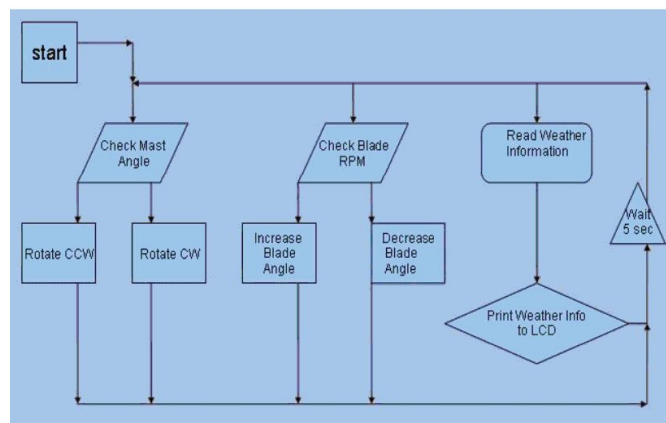 start
Check Mast
Angle
Check Blade
RPM
Read Weather
Information
Rotate CCW
Rotate CW
Increase
Blade
Angle
Decrease
Blade
Angle
Wait
5 sec
Print Weather Info
to LCD